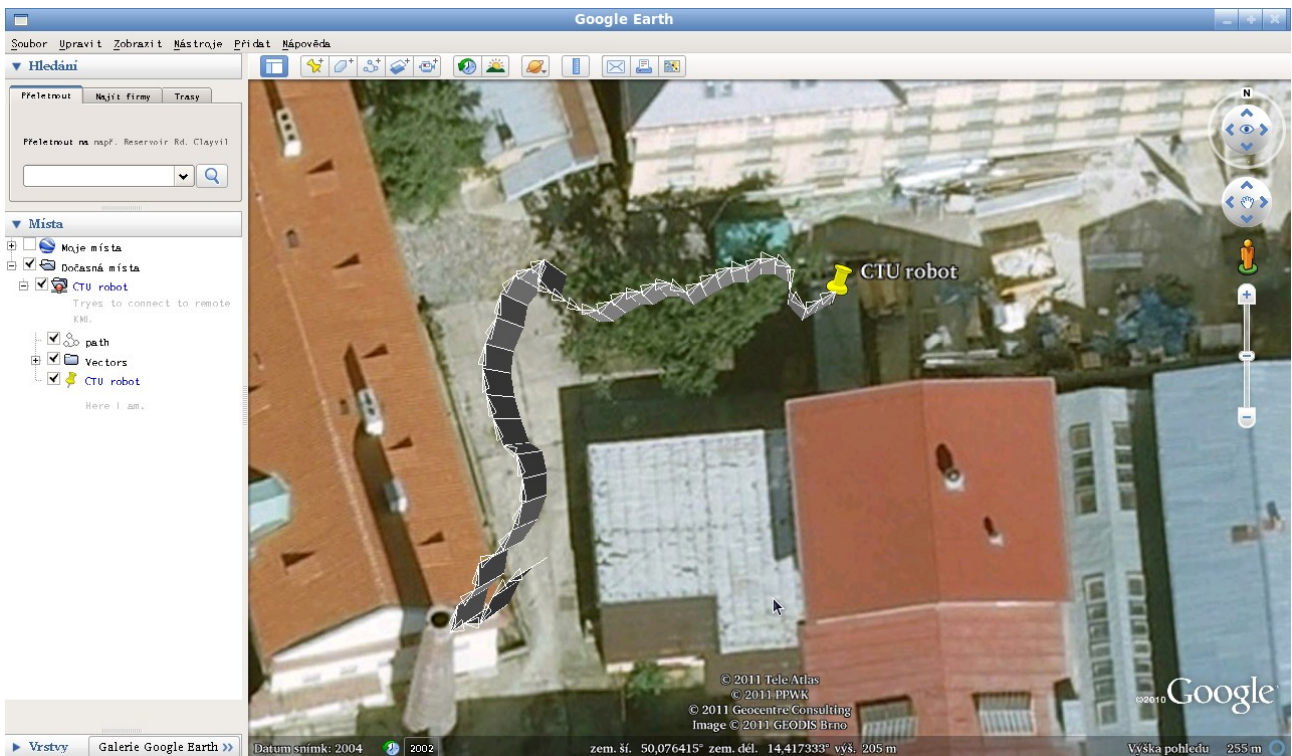 Google Earth
Soubor Upravit Zobrazit Nástroje Přidat Nápověda
Hledání
Přeletnout Najít firmy Trasy
Přeletnout na např. Reservoir Rd. Clayvil
Místa
Moje místa
Dočasná místa
CTU robot
Tryes to connect to remote
KML.
path
Vectors
CTU robot
Here I am.
Vrstvy Galerie Google Earth >>
N
CTU robot
© 2011 Tele Atlas
© 2011 PPWK
© 2011 Geocentre Consulting
Image © 2011 GEODIS Brno
©2010 Google
Datum snímk: 2004 2002 zem. ší. 50,076415° zem. dél. 14,417333° výš. 205 m Výška pohledu 255 m